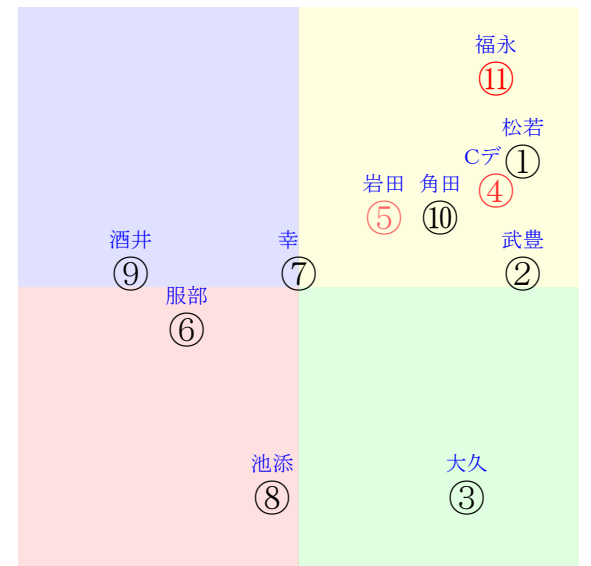 福永
⑪
松若
①
Cデ
④
岩田
⑤
角田
⑩
武豊
②
酒井
⑨
幸
⑦
服部
⑥
池添
⑧
大久
③